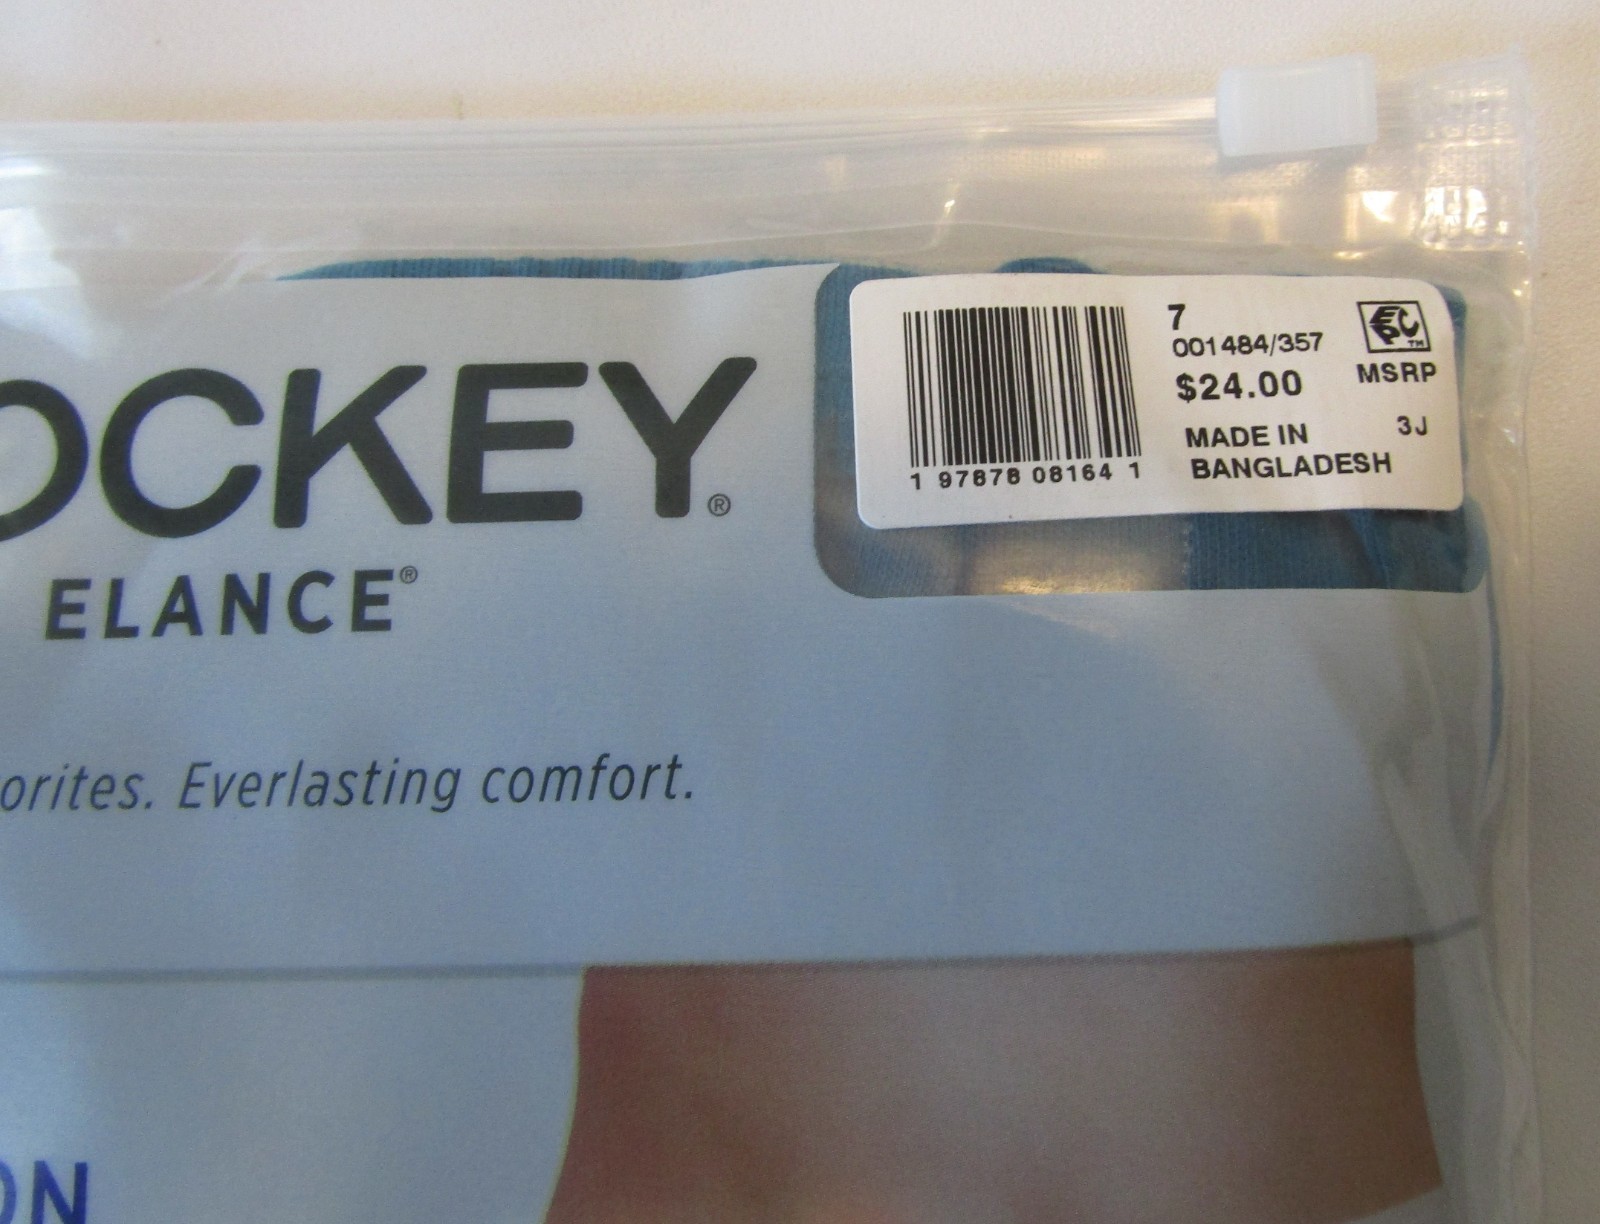 OCKEY®
ELANCE®
orites. Everlasting comfort.
ON
7
001484/357
$24.00
MSRP
MADE IN
3J
BANGLADESH
1 97878 08164 1
EPC™